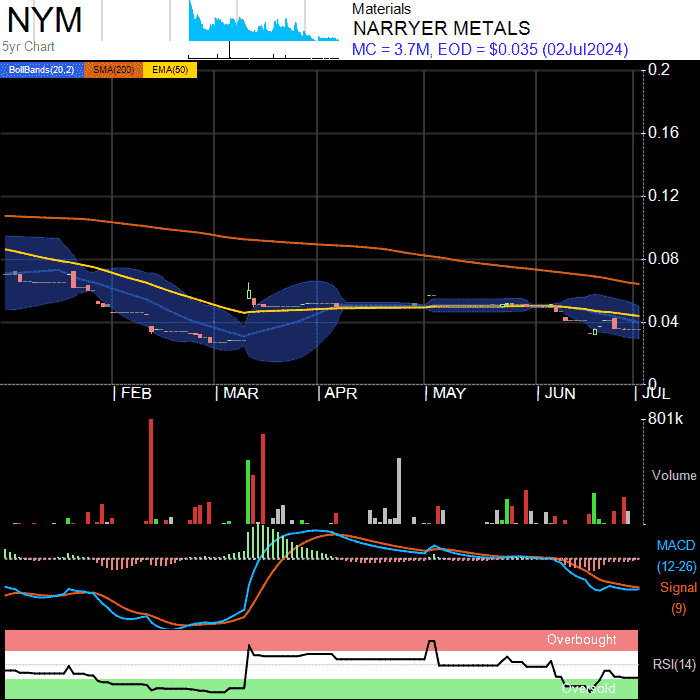 NYM
5yr Chart
Materials
NARRYER METALS
MC = 3.7M, EOD = $0.035 (02Jul2024)
BollBands(20,2) SMA(200) EMA(50)
0.2
0.16
0.12
0.08
0.04
0
FEB MAR APR MAY JUN JUL
801k
Volume
MACD
(12-26)
Signal
(9)
Overbought
RSI(14)
Oversold